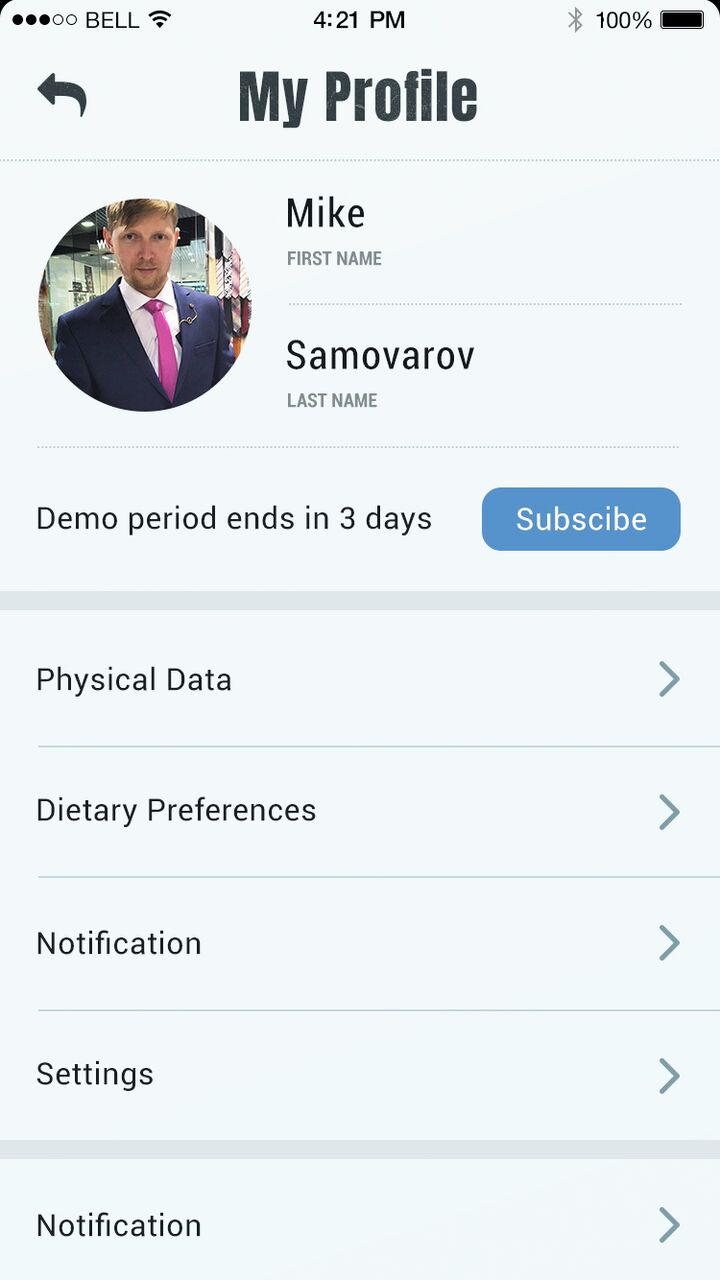 BELL 4:21 PM 100%
My Profile
Mike
FIRST NAME
Samovarov
LAST NAME
Demo period ends in 3 days Subscibe
Physical Data
Dietary Preferences
Notification
Settings
Notification